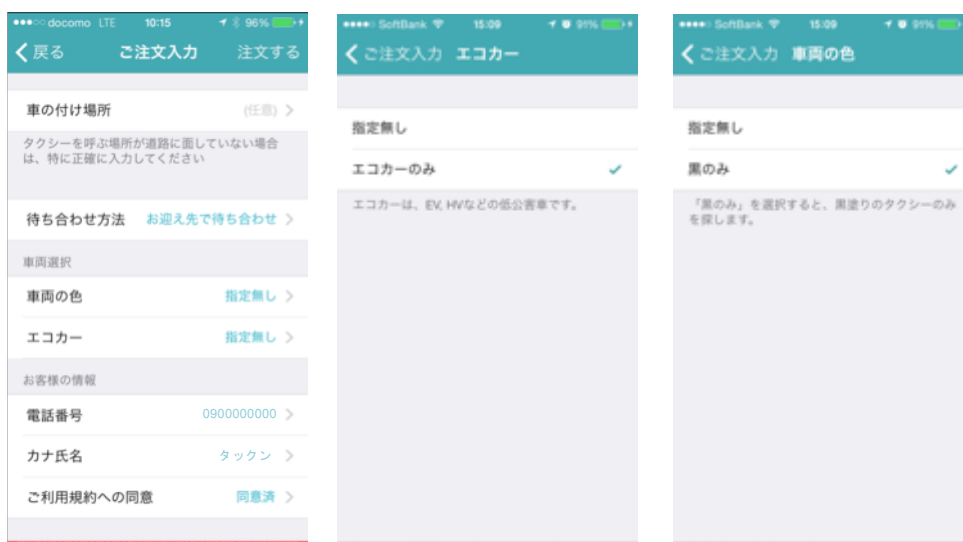 docomo LTE 10:15 96%
戻る ご注文入力 注文する
車の付け場所 (任意)
タクシーを呼ぶ場所が道路に面していない場合
は、特に正確に入力してください
待ち合わせ方法 お迎え先で待ち合わせ
車両選択
車両の色 指定無し
エコカー 指定無し
お客様の情報
電話番号 0900000000
カナ氏名 タックン
ご利用規約への同意 同意済
SoftBank 15:09 91%
ご注文入力 エコカー
指定無し
エコカーのみ
エコカーは、EV, HVなどの低公害車です。
SoftBank 15:09 91%
ご注文入力 車両の色
指定無し
黒のみ
「黒のみ」を選択すると、黒塗りのタクシーのみ
を探します。